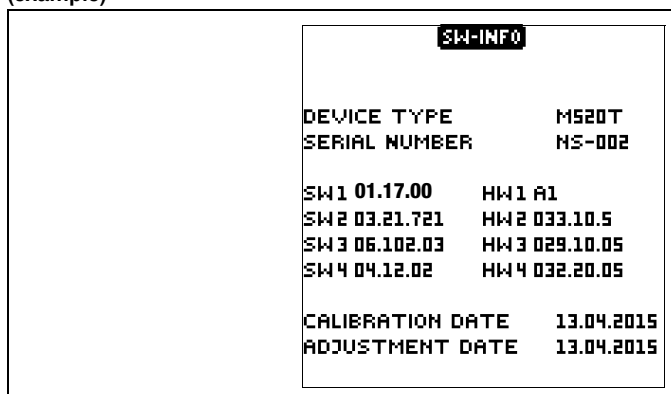 (example)
SW-INFO
DEVICE TYPE M520T
SERIAL NUMBER NS-002
SW1 01.17.00 HW1 A1
SW2 03.21.721 HW2 033.10.5
SW3 06.102.03 HW3 029.10.05
SW4 04.12.02 HW4 032.20.05
CALIBRATION DATE 13.04.2015
ADJUSTMENT DATE 13.04.2015